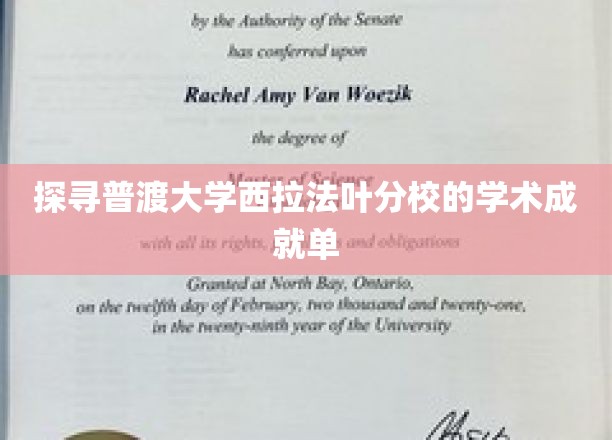 by the Authority of the Senate
has conferred upon
Rachel Amy Van Woezik
the degree of
Master of Science
探寻普渡大学西拉法叶分校的学术成
就单
with all its rights, and obligations
Granted at North Bay, Ontario,
on the twelfth day of February, two thousand and twenty-one,
in the twenty-ninth year of the University